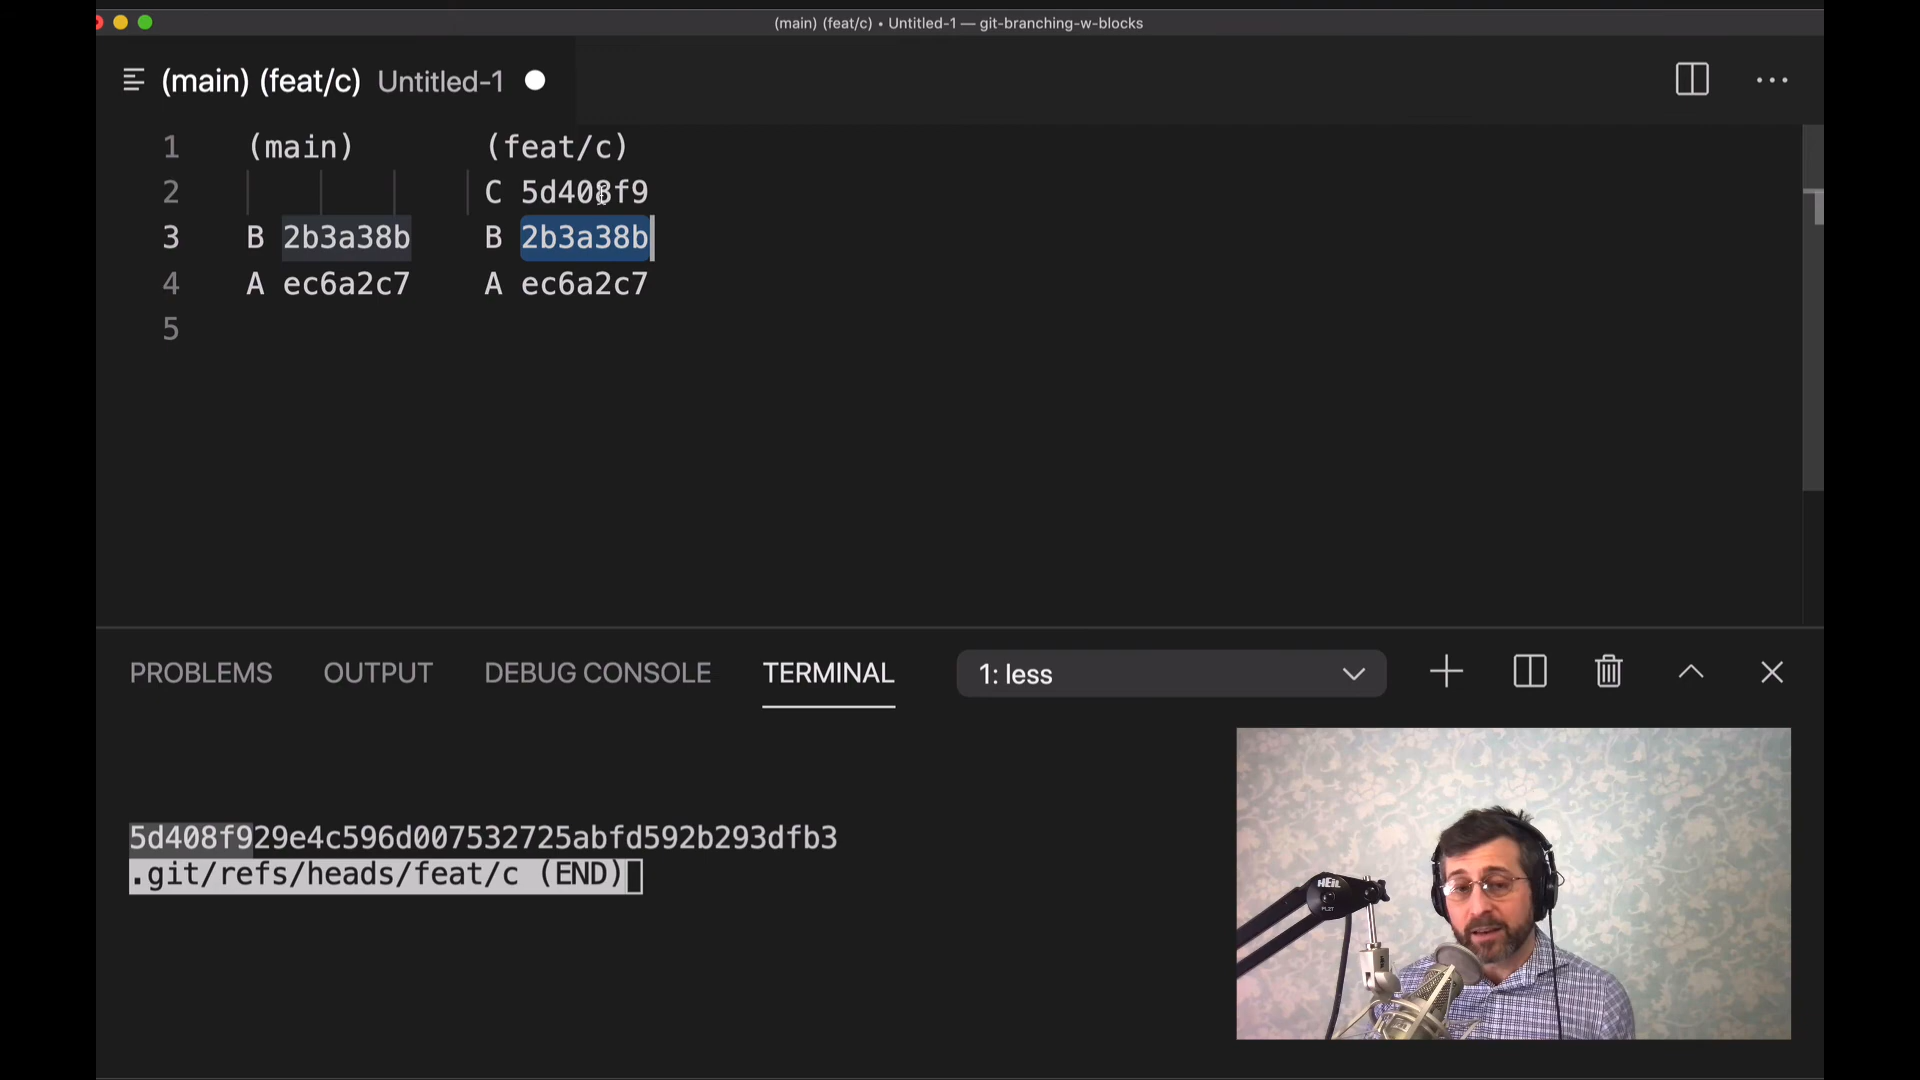 (main) (feat/c) • Untitled-1 — git-branching-w-blocks
(main) (feat/c) Untitled-1
1 (main) (feat/c)
2 C 5d408f9
3 B 2b3a38b B 2b3a38b
4 A ec6a2c7 A ec6a2c7
5
PROBLEMS OUTPUT DEBUG CONSOLE TERMINAL 1: less
5d408f929e4c596d007532725abfd592b293dfb3
.git/refs/heads/feat/c (END)
HEiL